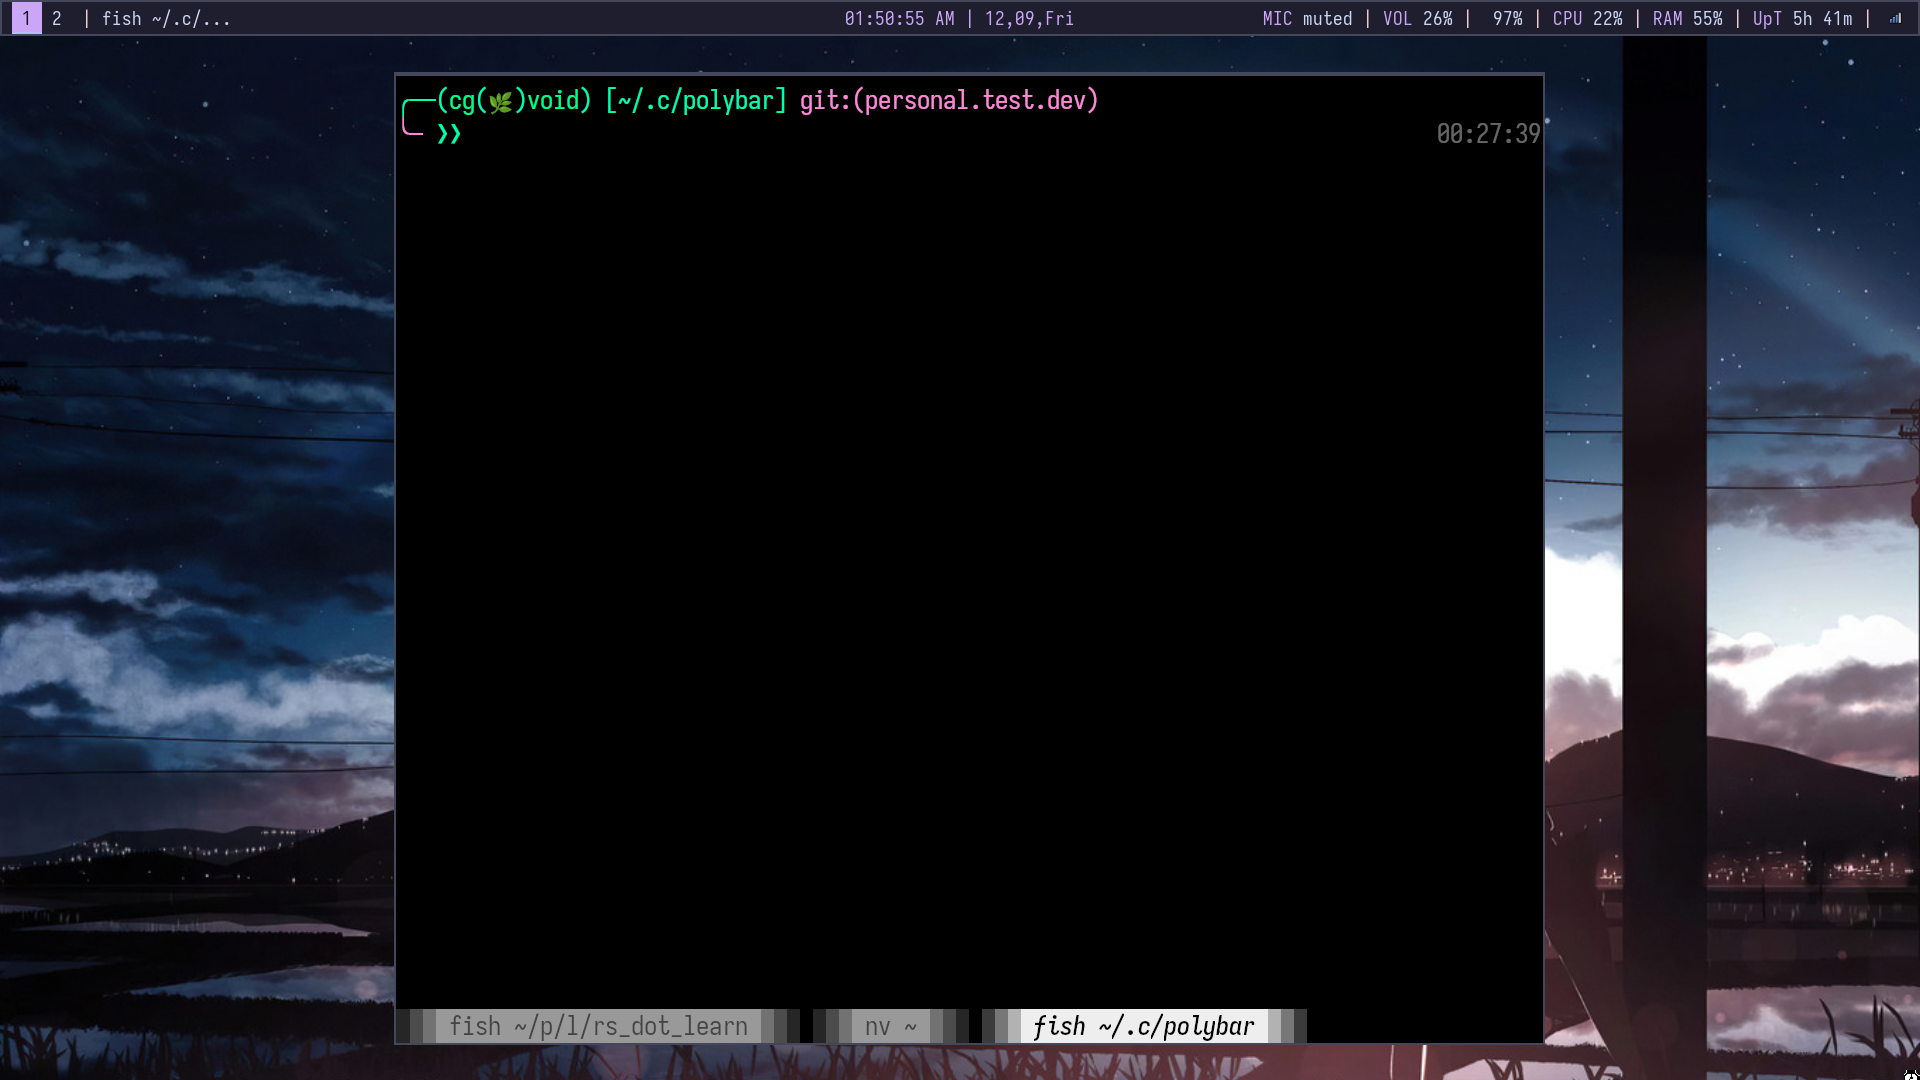 1 2 | fish ~/.c/... 01:50:55 AM | 12,09,Fri MIC muted | VOL 26% | 97% | CPU 22% | RAM 55% | UpT 5h 41m |
(cg(🌿)void) [~/.c/polybar] git:(personal.test.dev)
❯❯ 00:27:39
fish ~/p/l/rs_dot_learn nv ~ fish ~/.c/polybar